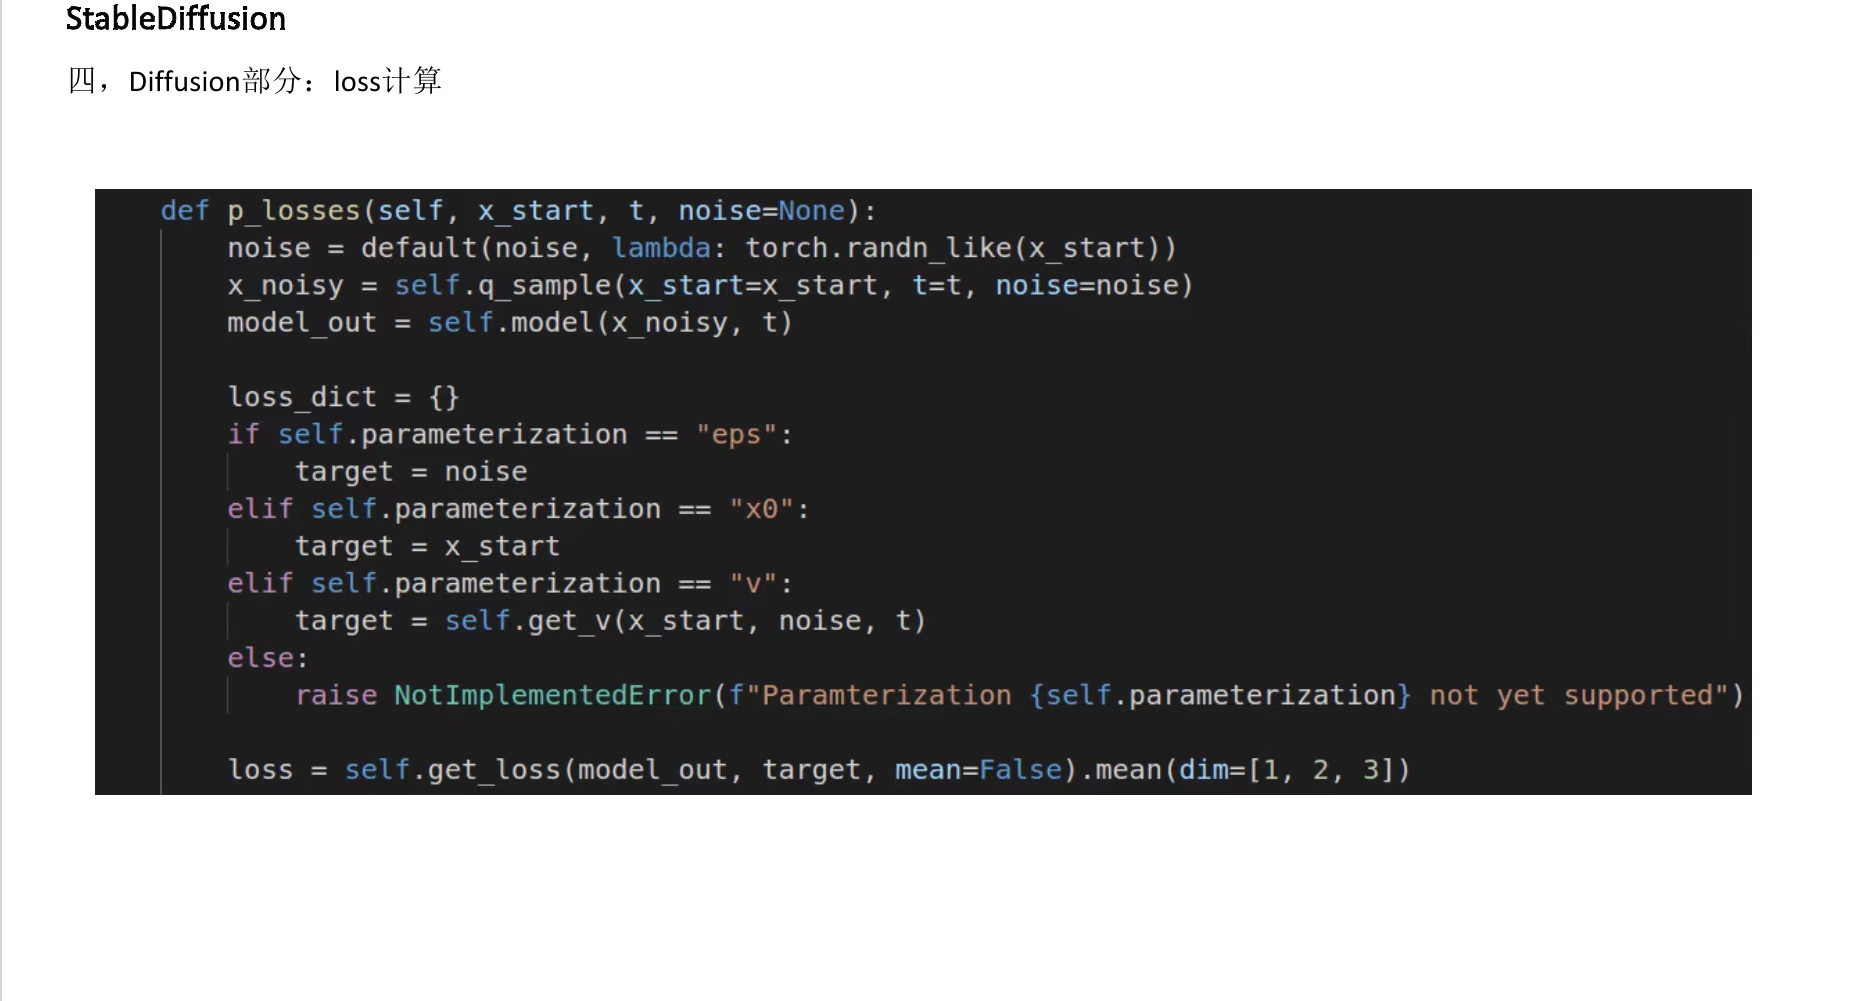 StableDiffusion
四，Diffusion部分：loss计算
def p_losses(self, x_start, t, noise=None):
noise = default(noise, lambda: torch.randn_like(x_start))
x_noisy = self.q_sample(x_start=x_start, t=t, noise=noise)
model_out = self.model(x_noisy, t)
loss_dict = {}
if self.parameterization == "eps":
target = noise
elif self.parameterization == "x0":
target = x_start
elif self.parameterization == "v":
target = self.get_v(x_start, noise, t)
else:
raise NotImplementedError(f"Paramterization {self.parameterization} not yet supported")
loss = self.get_loss(model_out, target, mean=False).mean(dim=[1, 2, 3])